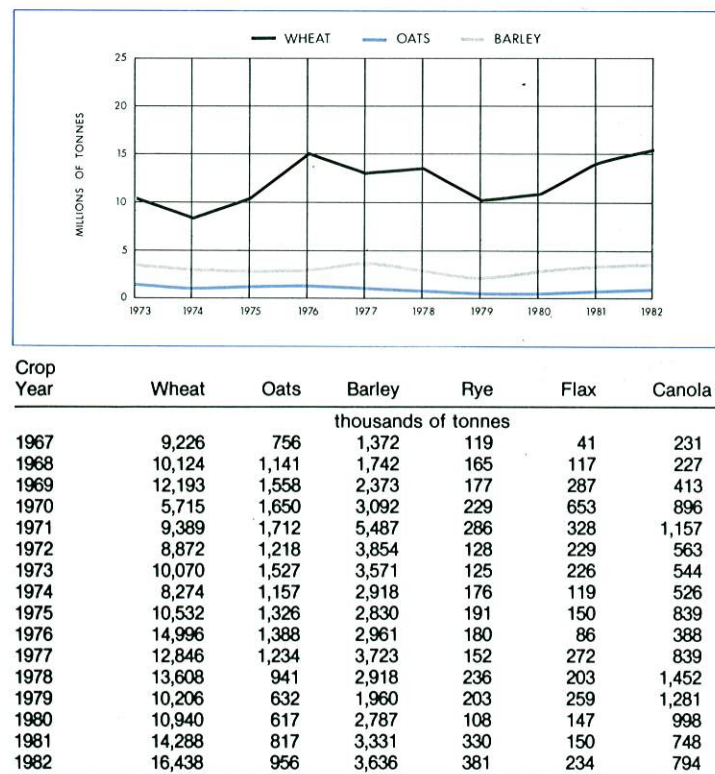 WHEAT OATS BARLEY
MILLIONS OF TONNES
25
20
15
10
5
0
1973 1974 1975 1976 1977 1978 1979 1980 1981 1982
Crop
Year Wheat Oats Barley Rye Flax Canola
thousands of tonnes
1967 9,226 756 1,372 119 41 231
1968 10,124 1,141 1,742 165 117 227
1969 12,193 1,558 2,373 177 287 413
1970 5,715 1,650 3,092 229 653 896
1971 9,389 1,712 5,487 286 328 1,157
1972 8,872 1,218 3,854 128 229 563
1973 10,070 1,527 3,571 125 226 544
1974 8,274 1,157 2,918 176 119 526
1975 10,532 1,326 2,830 191 150 839
1976 14,996 1,388 2,961 180 86 388
1977 12,846 1,234 3,723 152 272 839
1978 13,608 941 2,918 236 203 1,452
1979 10,206 632 1,960 203 259 1,281
1980 10,940 617 2,787 108 147 998
1981 14,288 817 3,331 330 150 748
1982 16,438 956 3,636 381 234 794